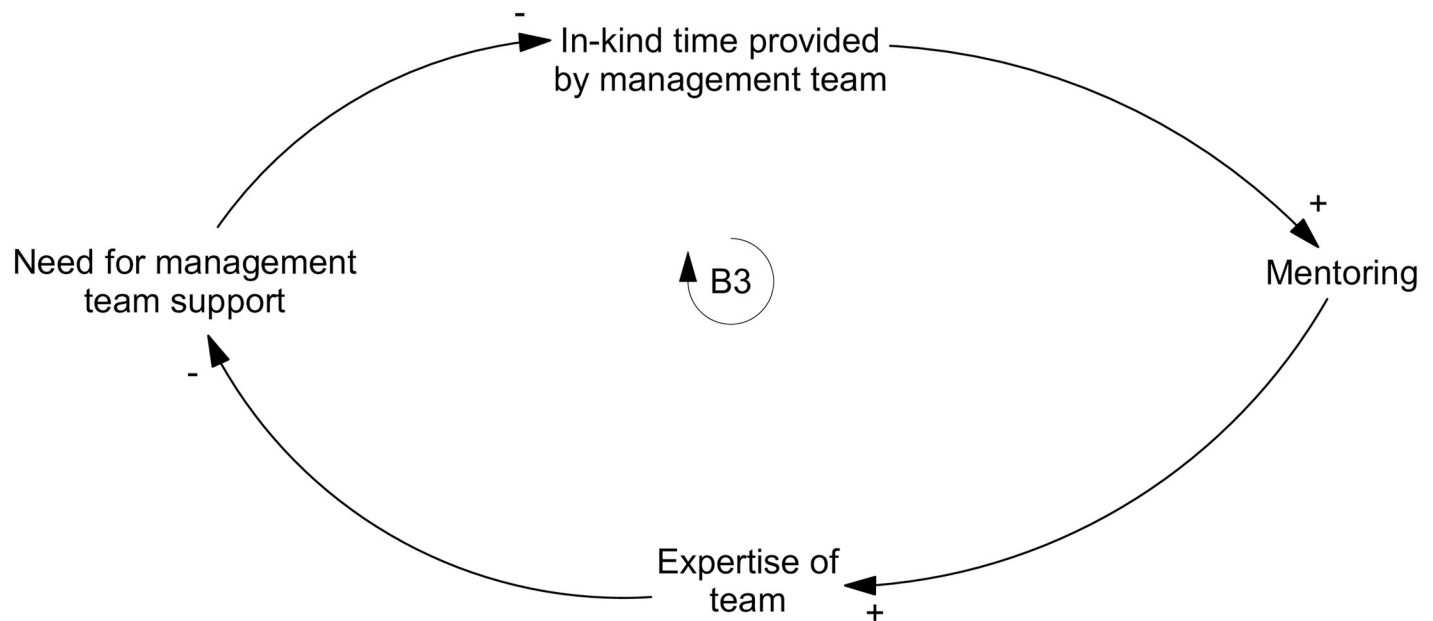 -
In-kind time provided
by management team
+
Mentoring
Need for management
team support
B3
-
Expertise of
team
+